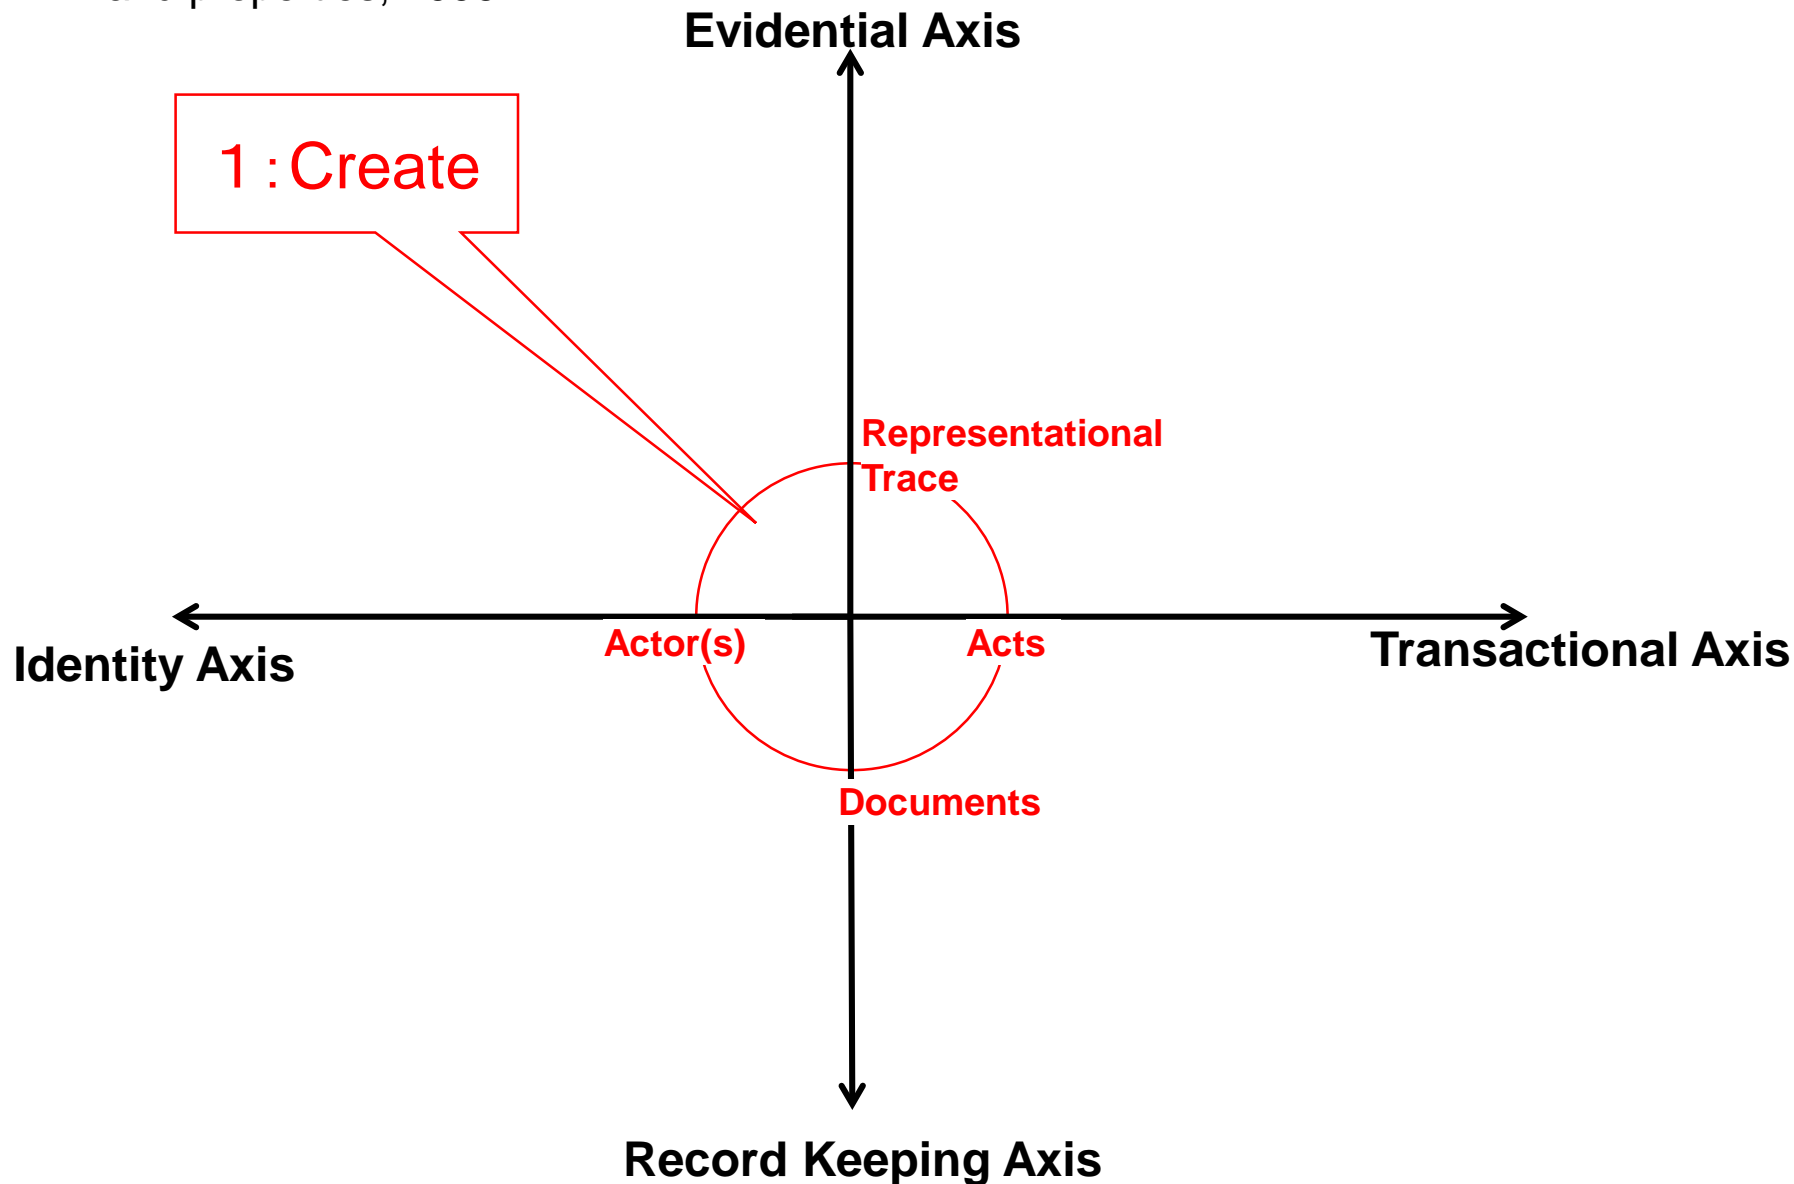 Evidential Axis
1:Create
Representational
Trace
Actor(s)
Acts
Identity Axis
Transactional Axis
Documents
Record Keeping Axis